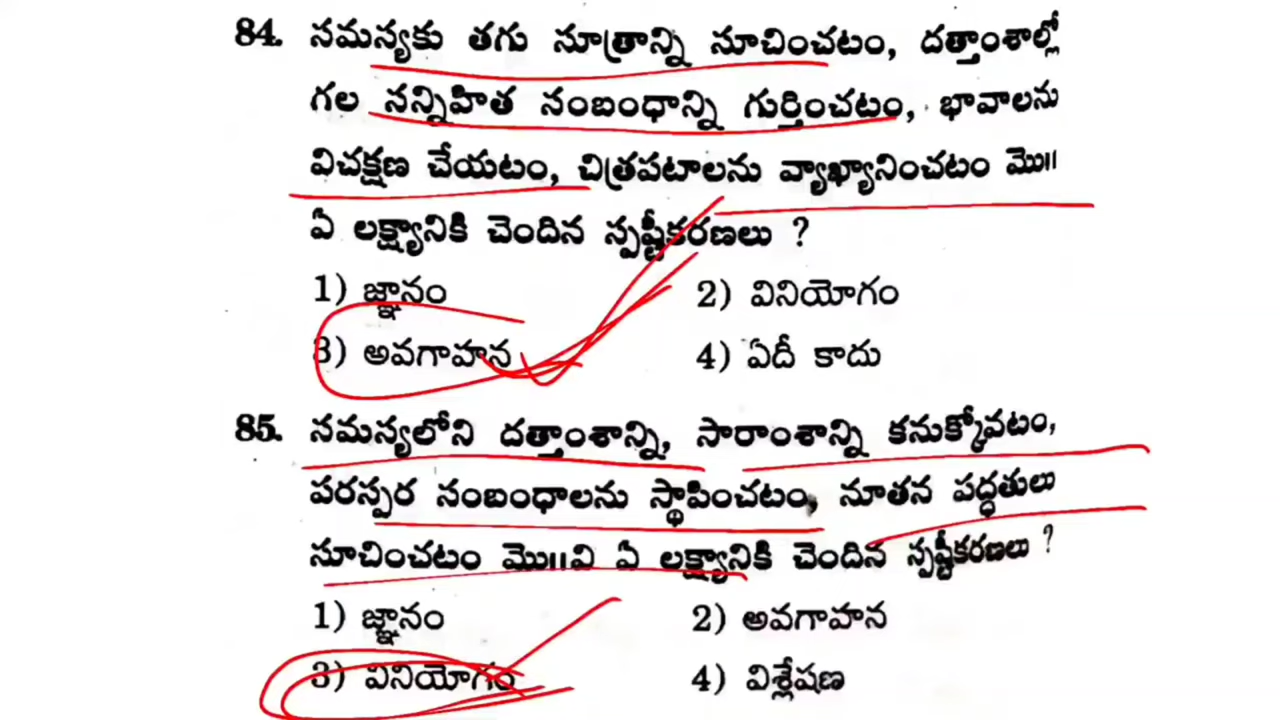 84. సమస్యకు తగు సూత్రాన్ని సూచించటం, దత్తాంశాల్లో
గల సన్నిహిత సంబంధాన్ని గుర్తించటం, భావాలను
విచక్షణ చేయటం, చిత్రపటాలను వ్యాఖ్యానించటం మొ॥
ఏ లక్ష్యానికి చెందిన స్పష్టీకరణలు ?
1) జ్ఞానం 2) వినియోగం
3) అవగాహన 4) ఏదీ కాదు
85. సమస్యలోని దత్తాంశాన్ని, సారాంశాన్ని కనుక్కోవటం,
పరస్పర సంబంధాలను స్థాపించటం, నూతన పద్ధతులు
సూచించటం మొ॥వి ఏ లక్ష్యానికి చెందిన స్పష్టీకరణలు ?
1) జ్ఞానం 2) అవగాహన
3) వినియోగం 4) విశ్లేషణ